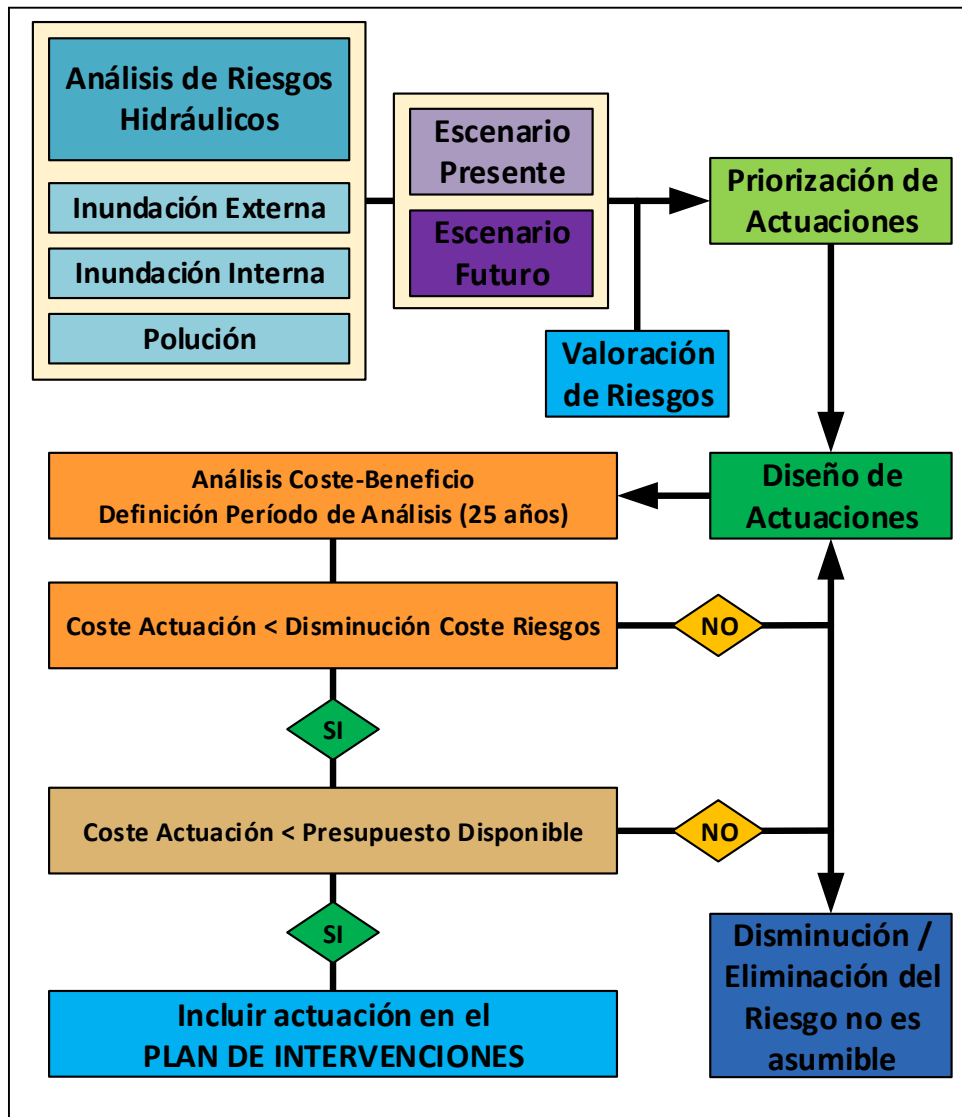 Análisis de Riesgos
Hidráulicos
Inundación Externa
Inundación Interna
Polución
Escenario
Presente
Escenario
Futuro
Valoración
de Riesgos
Priorización de
Actuaciones
Diseño de
Actuaciones
Análisis Coste-Beneficio
Definición Período de Análisis (25 años)
Coste Actuación < Disminución Coste Riesgos
NO
SI
Coste Actuación < Presupuesto Disponible
NO
SI
Incluir actuación en el
PLAN DE INTERVENCIONES
Disminución /
Eliminación del
Riesgo no es
asumible